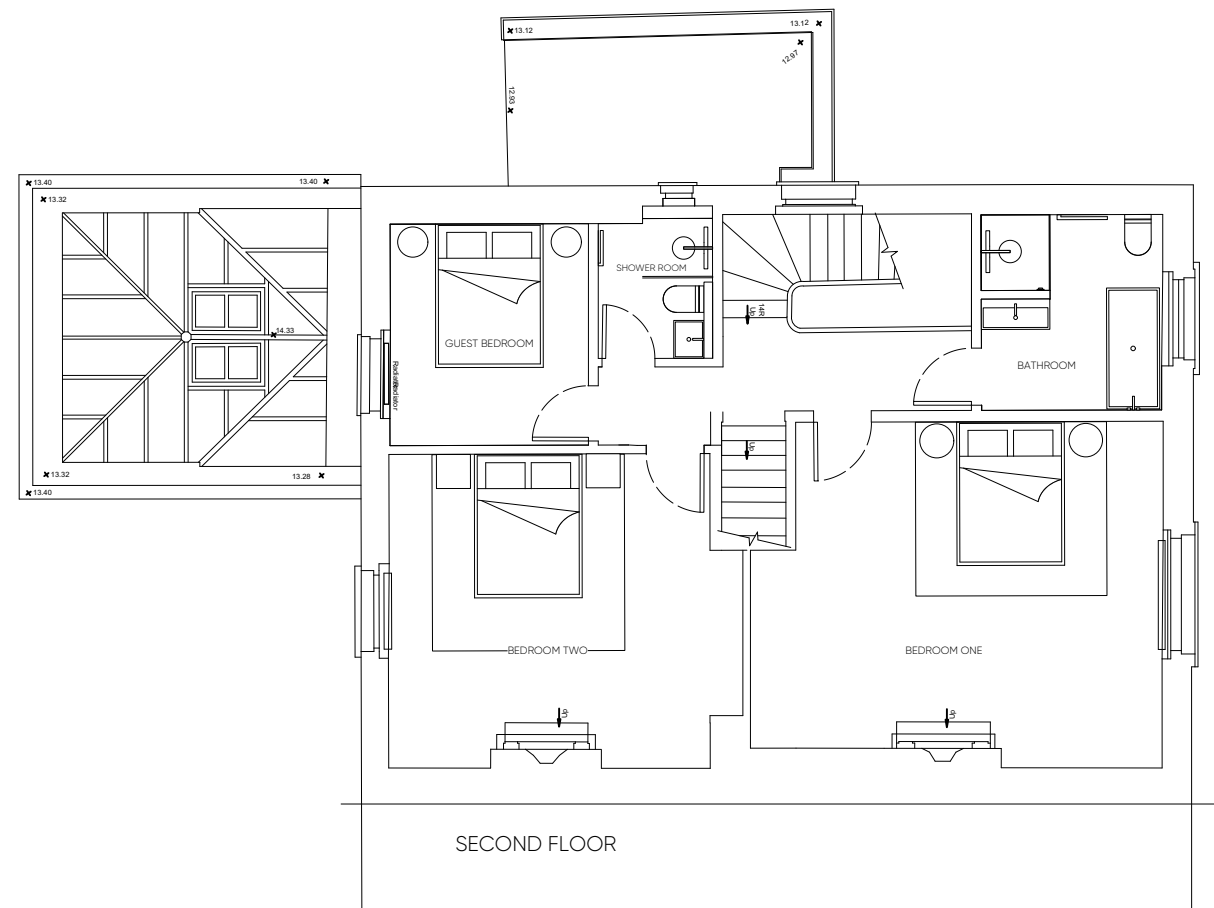 13.12
13.12
12.97
12.93
13.40
13.40
13.32
14.33
SHOWER ROOM
GUEST BEDROOM
14R
Up
BATHROOM
Radiator
Up
13.32
13.28
13.40
BEDROOM TWO
BEDROOM ONE
Up
Up
SECOND FLOOR